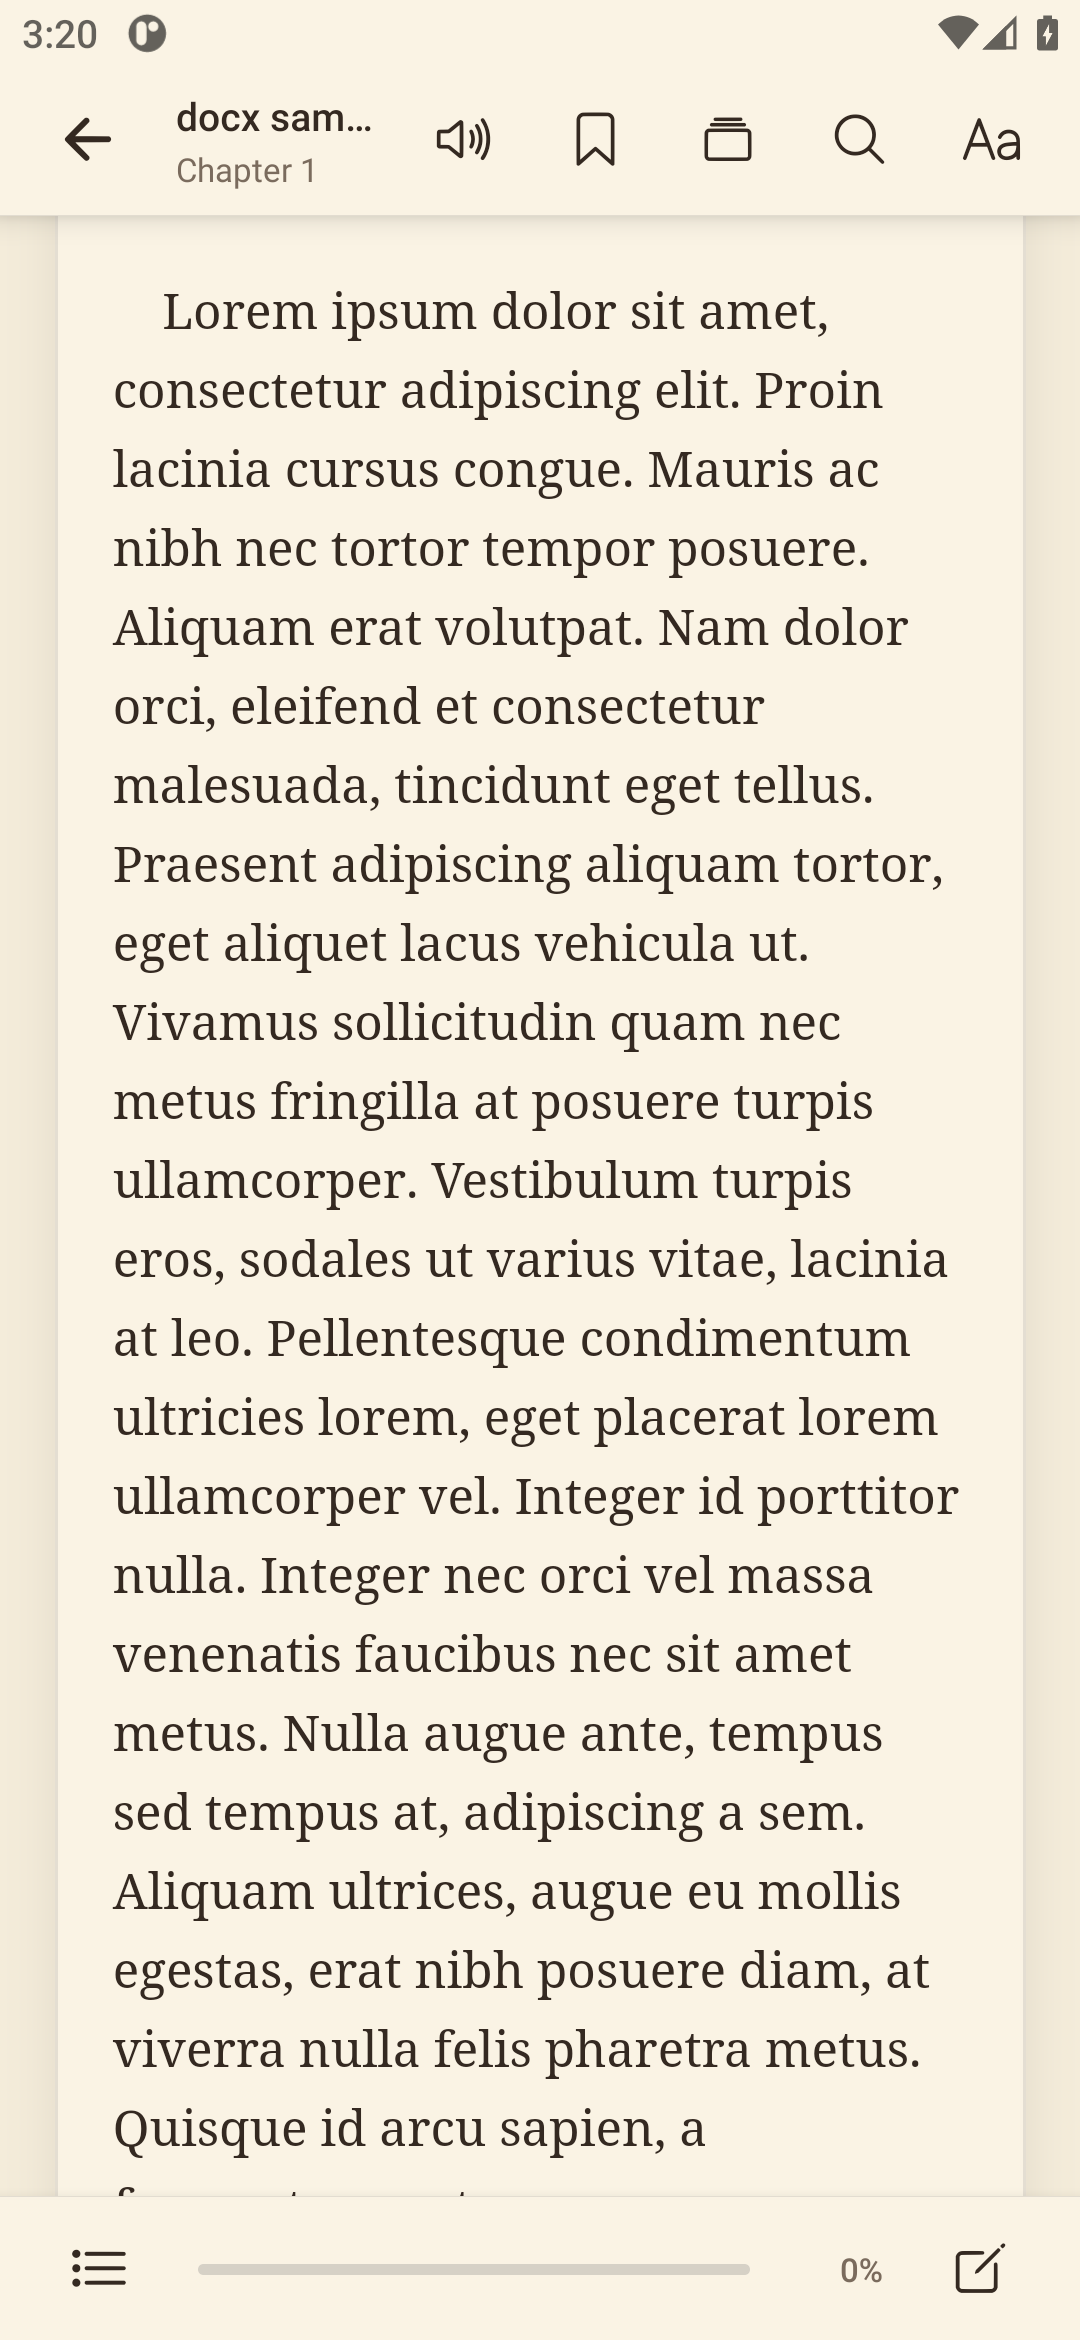 3:20
docx sam...
Chapter 1
Aa
Lorem ipsum dolor sit amet,
consectetur adipiscing elit. Proin
lacinia cursus congue. Mauris ac
nibh nec tortor tempor posuere.
Aliquam erat volutpat. Nam dolor
orci, eleifend et consectetur
malesuada, tincidunt eget tellus.
Praesent adipiscing aliquam tortor,
eget aliquet lacus vehicula ut.
Vivamus sollicitudin quam nec
metus fringilla at posuere turpis
ullamcorper. Vestibulum turpis
eros, sodales ut varius vitae, lacinia
at leo. Pellentesque condimentum
ultricies lorem, eget placerat lorem
ullamcorper vel. Integer id porttitor
nulla. Integer nec orci vel massa
venenatis faucibus nec sit amet
metus. Nulla augue ante, tempus
sed tempus at, adipiscing a sem.
Aliquam ultrices, augue eu mollis
egestas, erat nibh posuere diam, at
viverra nulla felis pharetra metus.
Quisque id arcu sapien, a
0%